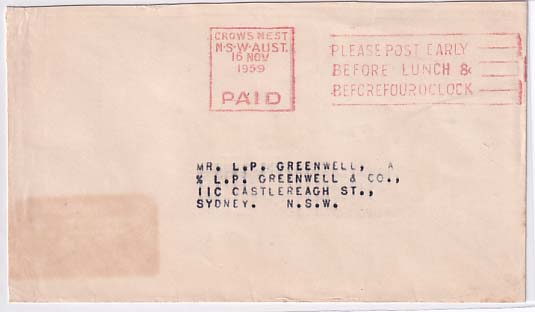 CROWS NEST
N·S·W·AUST.
16 NOV
1959
PAID
PLEASE POST EARLY
BEFORE LUNCH &
BEFOREFOUROCLOCK
MR. L.P. GREENWELL, A
% L.P. GREENWELL & CO.,
11C CASTLEREAGH ST.,
SYDNEY. N.S.W.